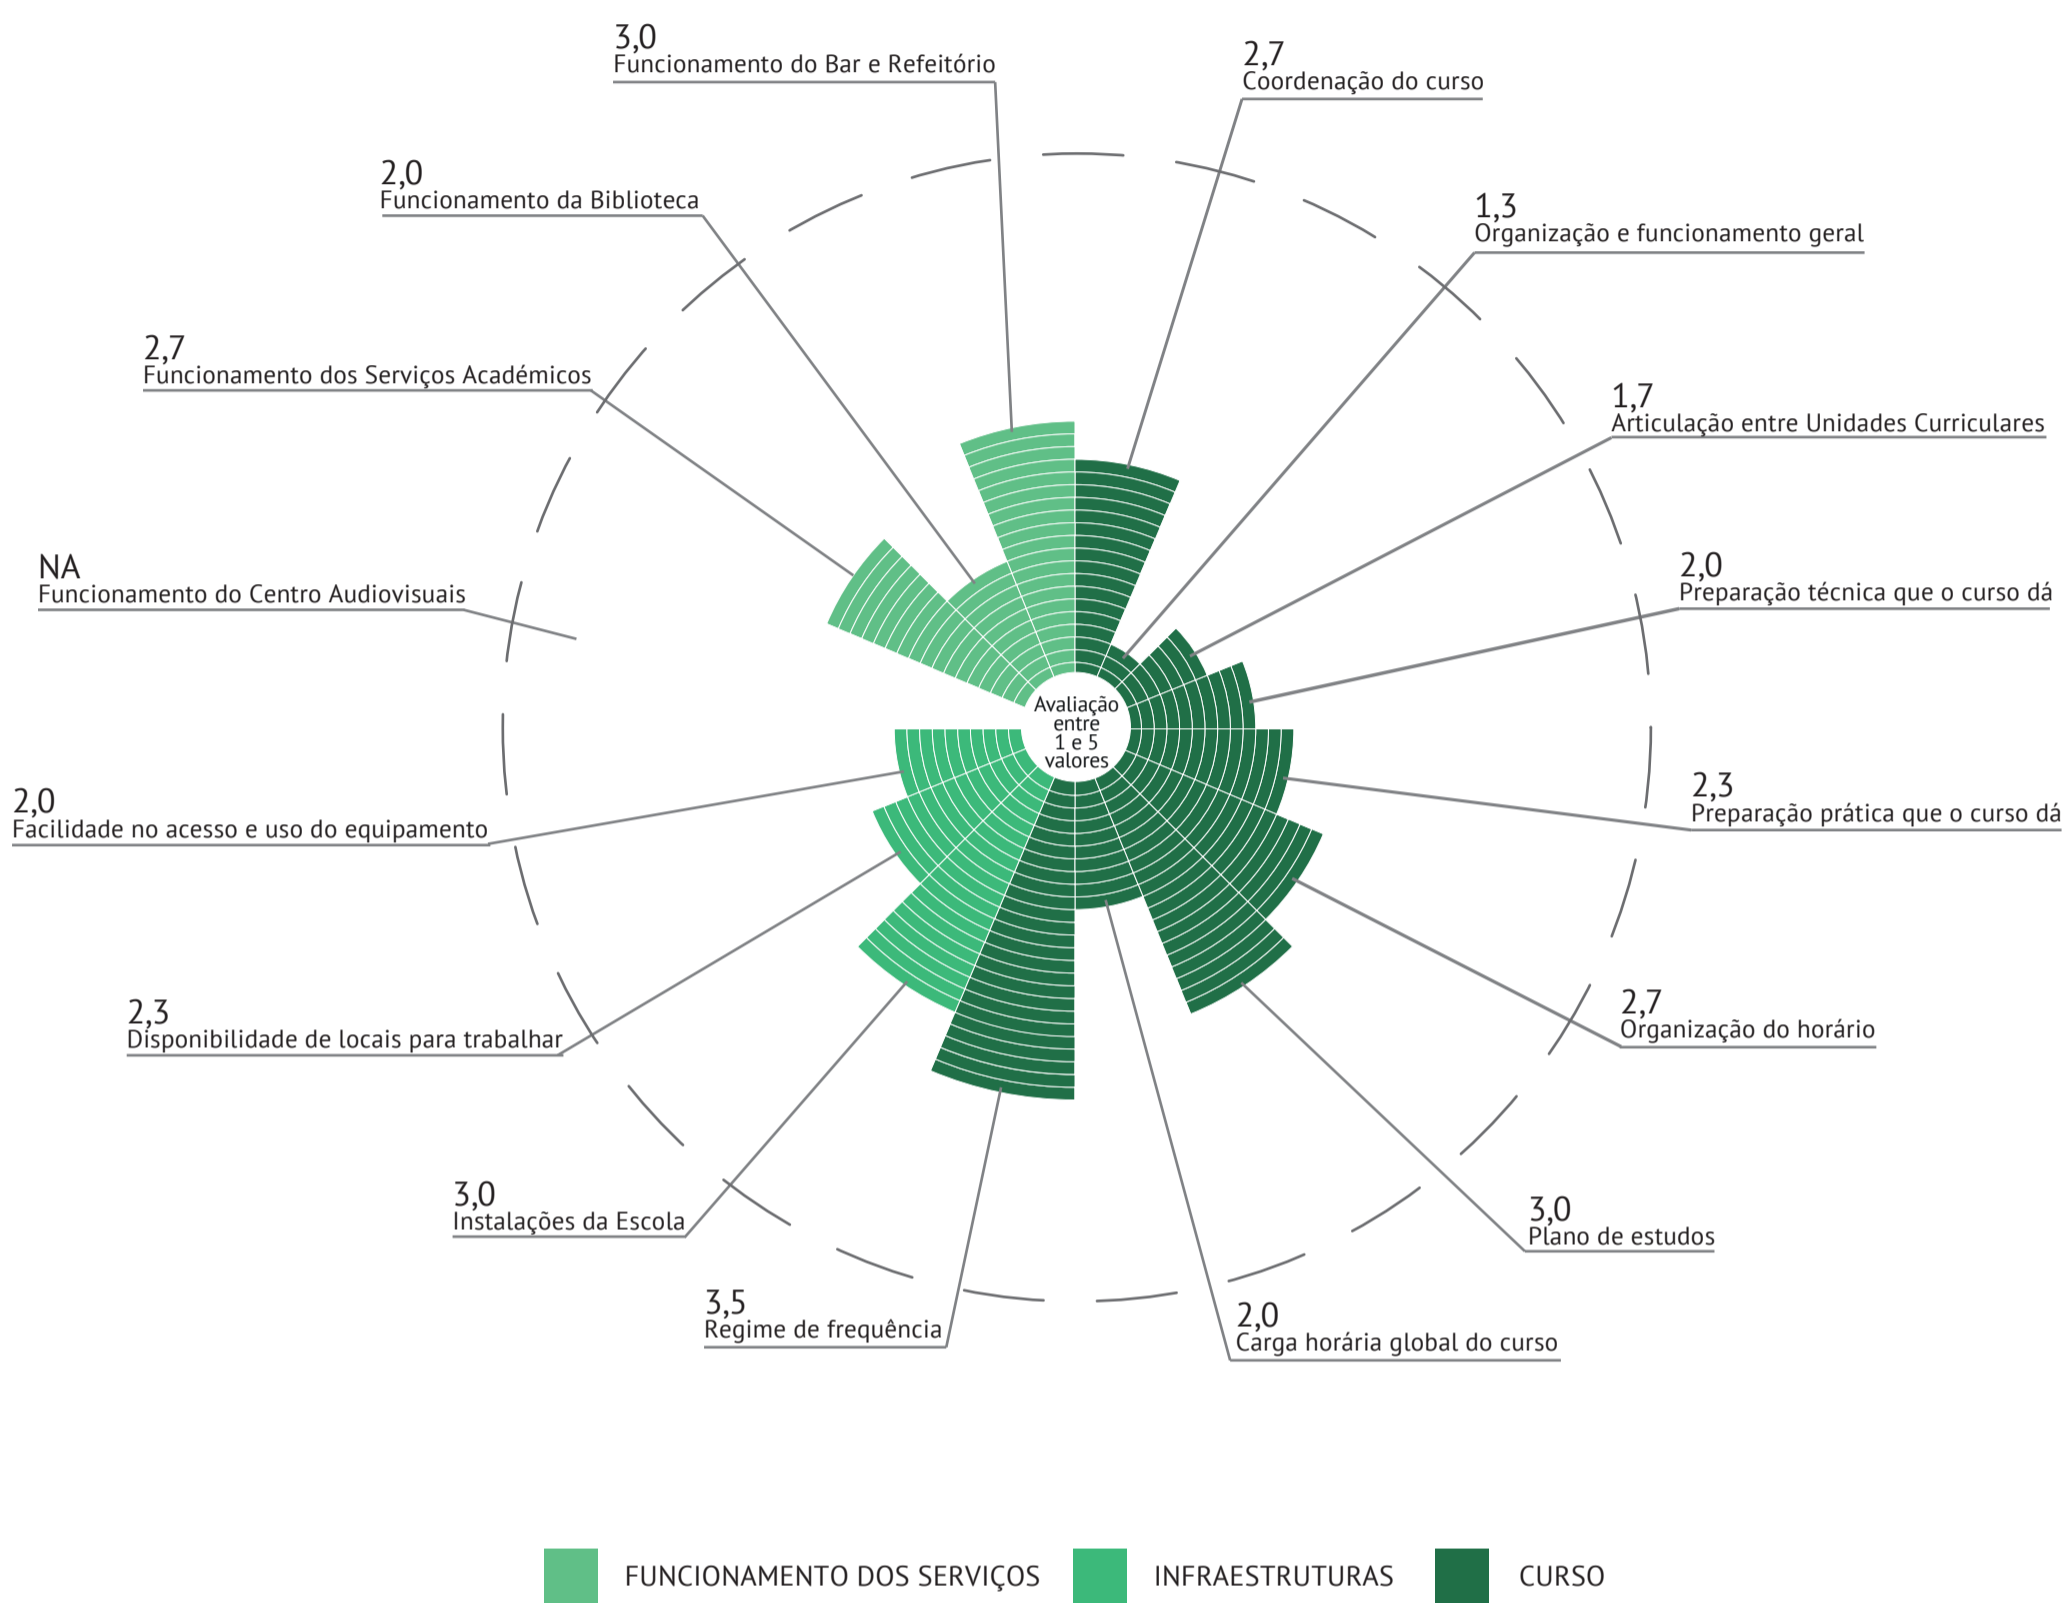 3,0
Funcionamento do Bar e Refeitório
2,7
Coordenação do curso
2,0
Funcionamento da Biblioteca
1,3
Organização e funcionamento geral
2,7
Funcionamento dos Serviços Académicos
1,7
Articulação entre Unidades Curriculares
NA
Funcionamento do Centro Audiovisuais
2,0
Preparação técnica que o curso dá
Avaliação
entre
1 e 5
valores
2,0
Facilidade no acesso e uso do equipamento
2,3
Preparação prática que o curso dá
2,3
Disponibilidade de locais para trabalhar
2,7
Organização do horário
3,0
Instalações da Escola
3,0
Plano de estudos
3,5
Regime de frequência
2,0
Carga horária global do curso
FUNCIONAMENTO DOS SERVIÇOS
INFRAESTRUTURAS
CURSO